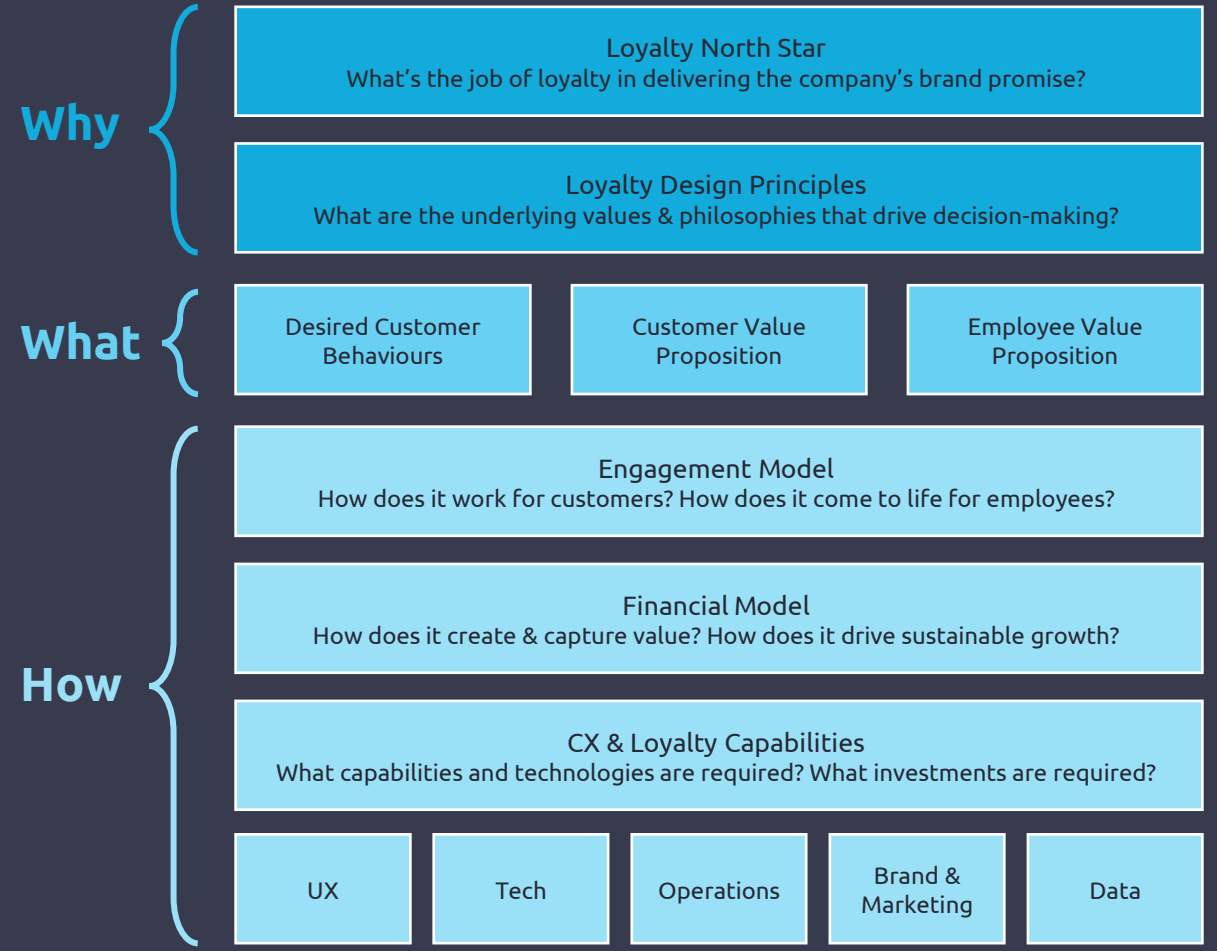 Why
Loyalty North Star
What's the job of loyalty in delivering the company's brand promise?
Loyalty Design Principles
What are the underlying values & philosophies that drive decision-making?
What
Desired Customer
Behaviours
Customer Value
Proposition
Employee Value
Proposition
How
Engagement Model
How does it work for customers? How does it come to life for employees?
Financial Model
How does it create & capture value? How does it drive sustainable growth?
CX & Loyalty Capabilities
What capabilities and technologies are required? What investments are required?
UX
Tech
Operations
Brand &
Marketing
Data